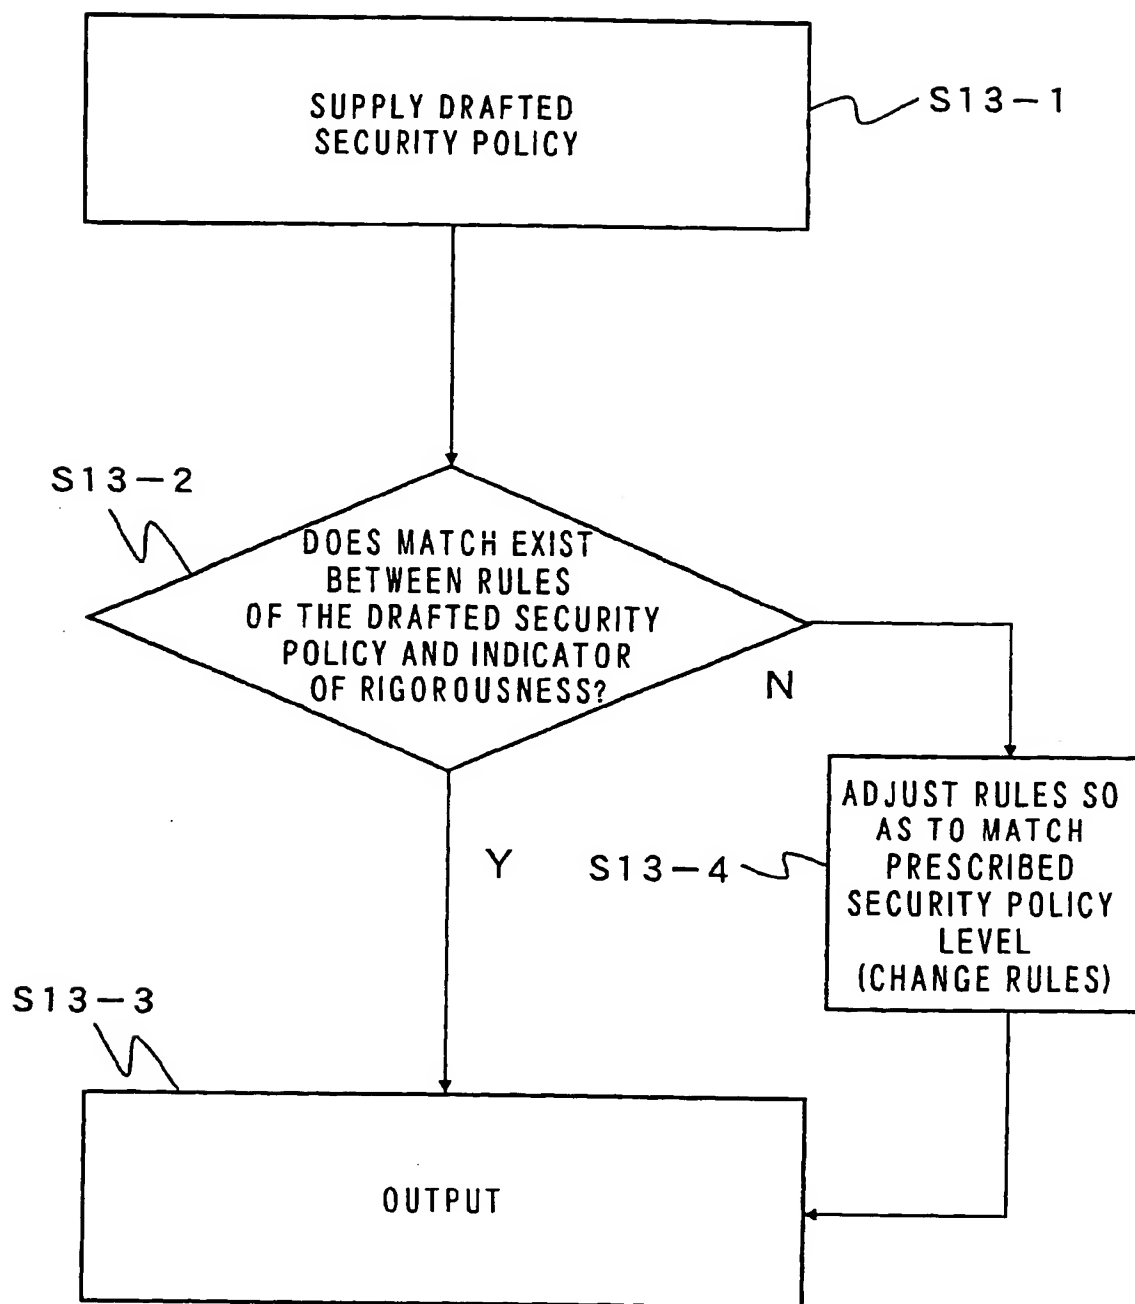 SUPPLY DRAFTED
SECURITY POLICY
S13-1
S13-2
DOES MATCH EXIST
BETWEEN RULES
OF THE DRAFTED SECURITY
POLICY AND INDICATOR
OF RIGOROUSNESS?
N
Y
ADJUST RULES SO
AS TO MATCH
PRESCRIBED
SECURITY POLICY
LEVEL
(CHANGE RULES)
S13-4
S13-3
OUTPUT